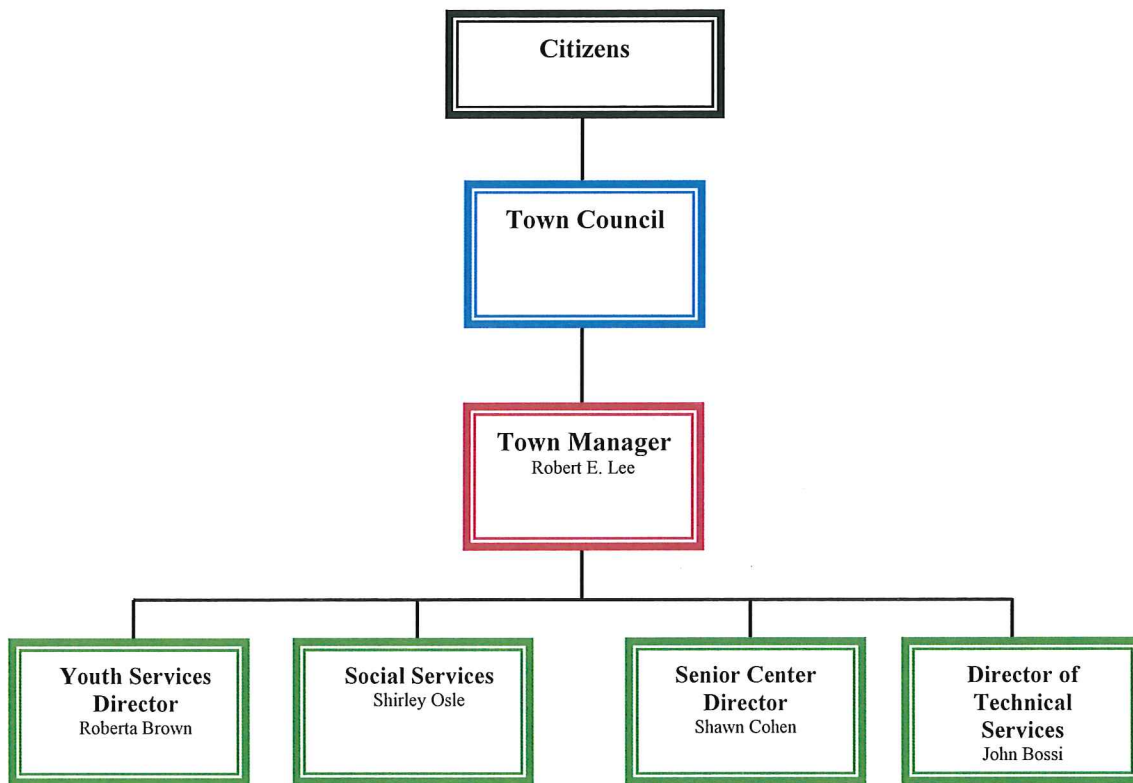 Citizens
Town Council
Town Manager
Robert E. Lee
Youth Services
Director
Roberta Brown
Social Services
Shirley Osle
Senior Center
Director
Shawn Cohen
Director of
Technical
Services
John Bossi